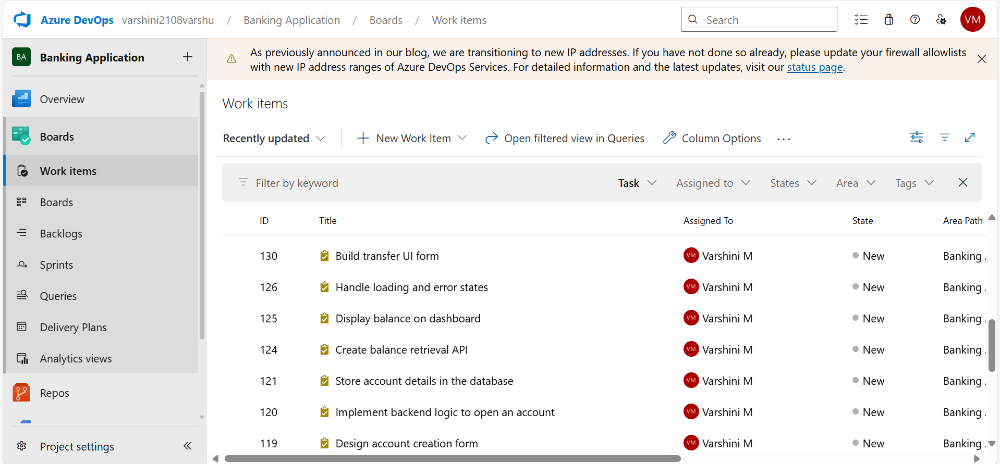 Azure DevOps varshini2108varshu / Banking Application / Boards / Work items Search VM
BA Banking Application
As previously announced in our blog, we are transitioning to new IP addresses. If you have not done so already, please update your firewall allowlists
with new IP address ranges of Azure DevOps Services. For detailed information and the latest updates, visit our status page.
Overview
Boards
Work items
Boards
Backlogs
Sprints
Queries
Delivery Plans
Analytics views
Repos
Project settings
Work items
Recently updated New Work Item Open filtered view in Queries Column Options ...
Filter by keyword Task Assigned to States Area Tags
ID Title Assigned To State Area Path
130 Build transfer UI form VM Varshini M New Banking
126 Handle loading and error states VM Varshini M New Banking
125 Display balance on dashboard VM Varshini M New Banking
124 Create balance retrieval API VM Varshini M New Banking
121 Store account details in the database VM Varshini M New Banking
120 Implement backend logic to open an account VM Varshini M New Banking
119 Design account creation form VM Varshini M New Banking